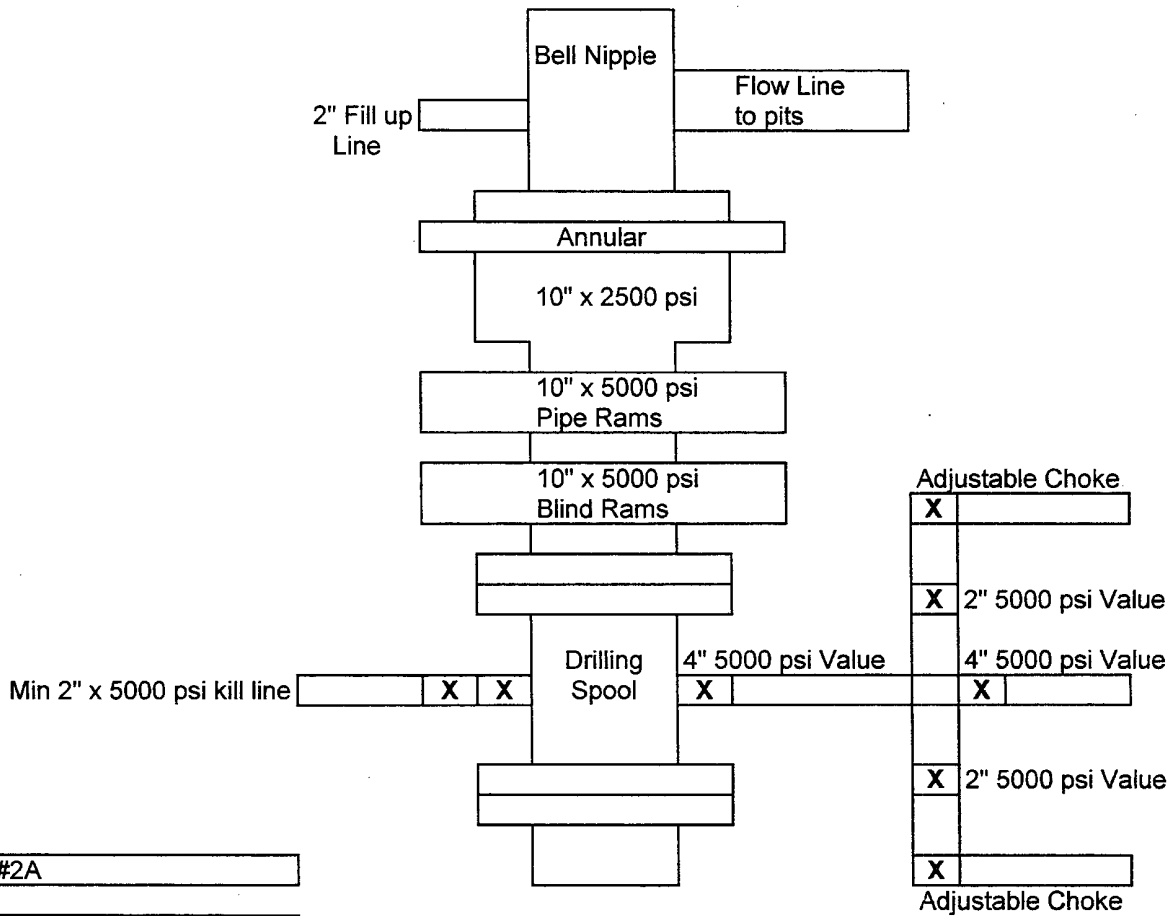 Bell Nipple
Flow Line
to pits
2" Fill up
Line
Annular
10" x 2500 psi
10" x 5000 psi
Pipe Rams
10" x 5000 psi
Blind Rams
Adjustable Choke
X
X 2" 5000 psi Value
Drilling
Spool
4" 5000 psi Value
4" 5000 psi Value
Min 2" x 5000 psi kill line
X X
X
X
X 2" 5000 psi Value
#2A
X
Adjustable Choke